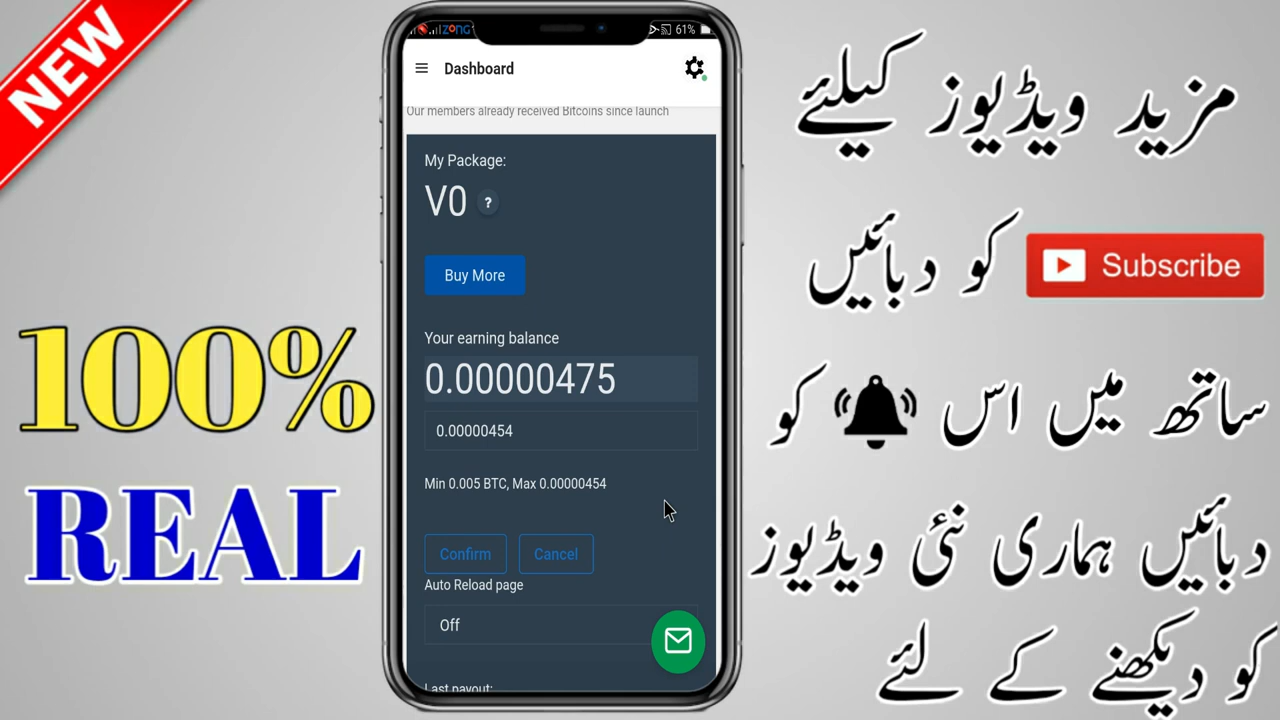 NEW
100%
REAL
ZONG
61%
Dashboard
Our members already received Bitcoins since launch
My Package:
V0 ?
Buy More
Your earning balance
0.00000475
0.00000454
Min 0.005 BTC, Max 0.00000454
Confirm Cancel
Auto Reload page
Off
Last payout:
مزید ویڈیوز کیلئے
Subscribe کو دبائیں
ساتھ میں اس کو
دبائیں ہماری نئی ویڈیوز
کو دیکھنے کے لئے